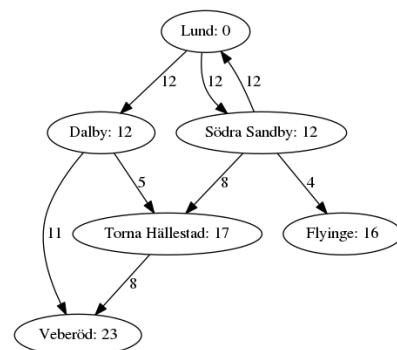 Lund: 0
12
12
12
Dalby: 12
Södra Sandby: 12
5
8
4
11
Torna Hällestad: 17
Flyinge: 16
8
Veberöd: 23